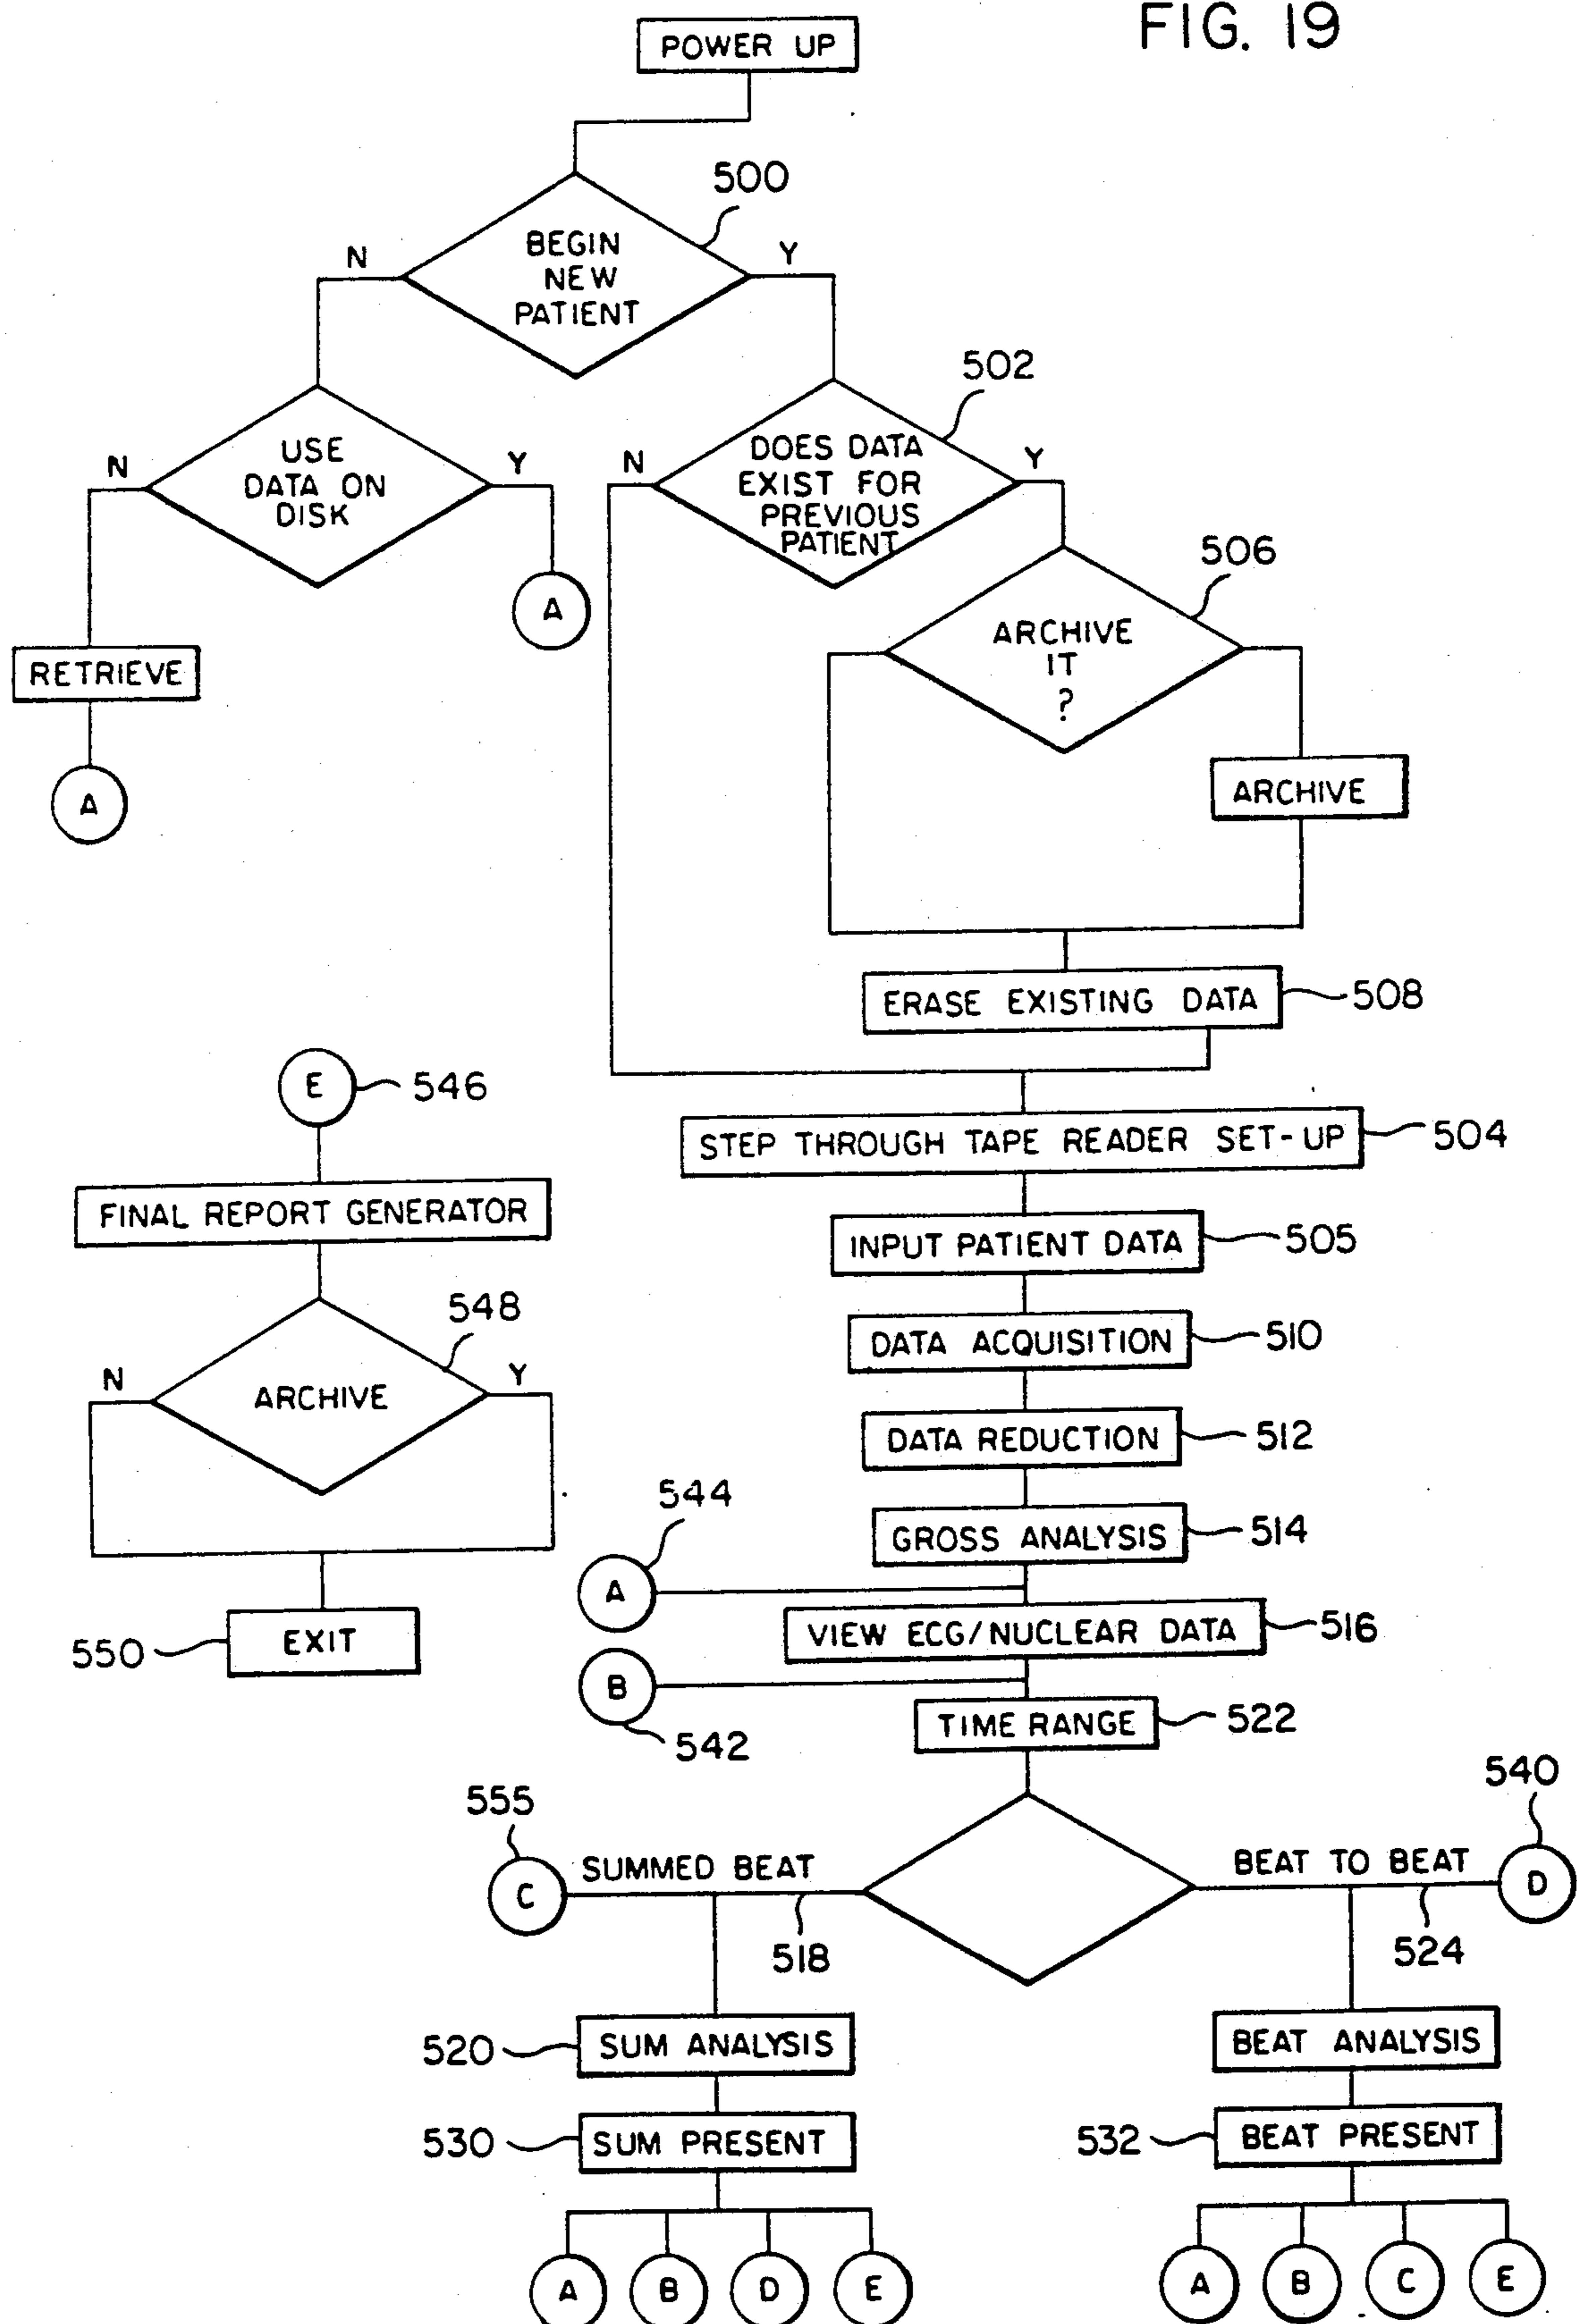 FIG. 19
POWER UP
500
BEGIN
NEW
PATIENT
N
Y
502
USE
DATA ON
DISK
N
Y
DOES DATA
EXIST FOR
PREVIOUS
PATIENT
N
Y
506
A
ARCHIVE
IT
?
RETRIEVE
A
ARCHIVE
ERASE EXISTING DATA
508
E
546
STEP THROUGH TAPE READER SET-UP
504
FINAL REPORT GENERATOR
INPUT PATIENT DATA
505
548
N
Y
ARCHIVE
DATA ACQUISITION
510
DATA REDUCTION
512
544
GROSS ANALYSIS
514
A
VIEW ECG/NUCLEAR DATA
516
EXIT
550
B
542
TIME RANGE
522
555
540
C
SUMMED BEAT
BEAT TO BEAT
D
518
524
520
SUM ANALYSIS
BEAT ANALYSIS
530
SUM PRESENT
532
BEAT PRESENT
A B D E
A B C E